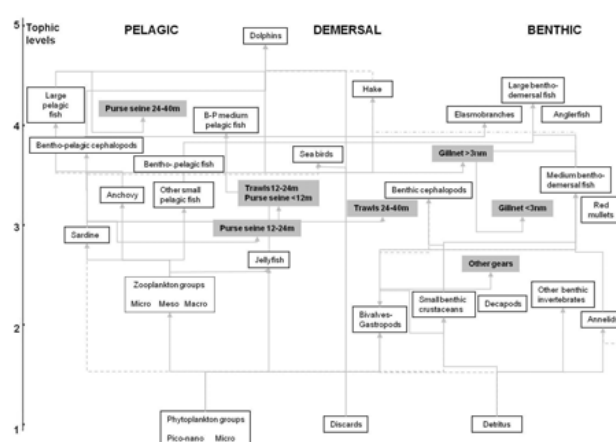 5
Tophic
levels
PELAGIC
DEMERSAL
BENTHIC
Dolphins
Large
pelagic
fish
Purse seine 24-40m
B-P medium
pelagic fish
Hake
Large bentho-
demersal fish
Elasmobranches
Anglerfish
4
Bentho-pelagic cephalopods
Bentho- pelagic fish
Sea birds
Gillnet >3nm
Anchovy
Other small
pelagic fish
Trawls 12-24m
Purse seine <12m
Benthic cephalopods
Medium bentho-
demersal fish
Trawls 24-40m
Gillnet <3nm
Red
mullets
3
Sardine
Purse seine 12-24m
Jellyfish
Other gears
Zooplankton groups
Micro Meso Macro
Bivalves-
Gastropods
Small benthic
crustaceans
Decapods
Other benthic
invertebrates
Annelid
2
Phytoplankton groups
Pico-nano Micro
Discards
Detritus
1